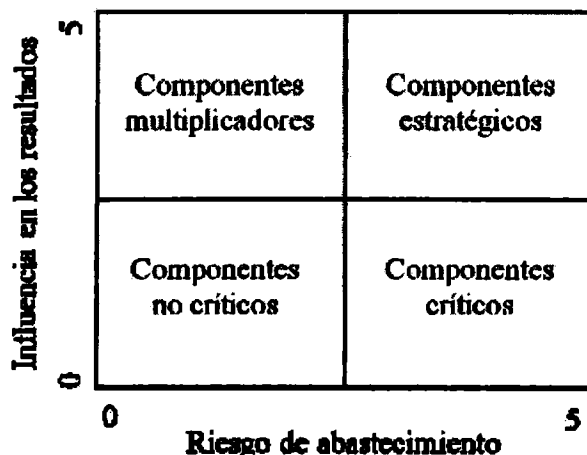 5
Influencia en los resultados
0
Componentes
multiplicadores
Componentes
estratégicos
Componentes
no críticos
Componentes
críticos
0
5
Riesgo de abastecimiento